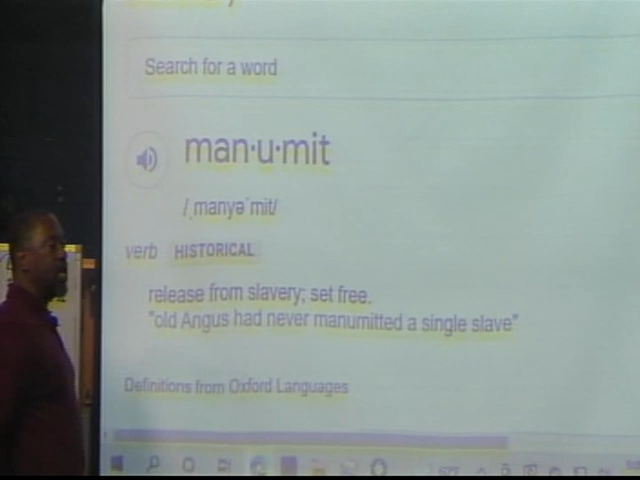 Search for a word
man·u·mit
/ˌmanyəˈmit/
verb HISTORICAL
release from slavery; set free.
"old Angus had never manumitted a single slave"
Definitions from Oxford Languages